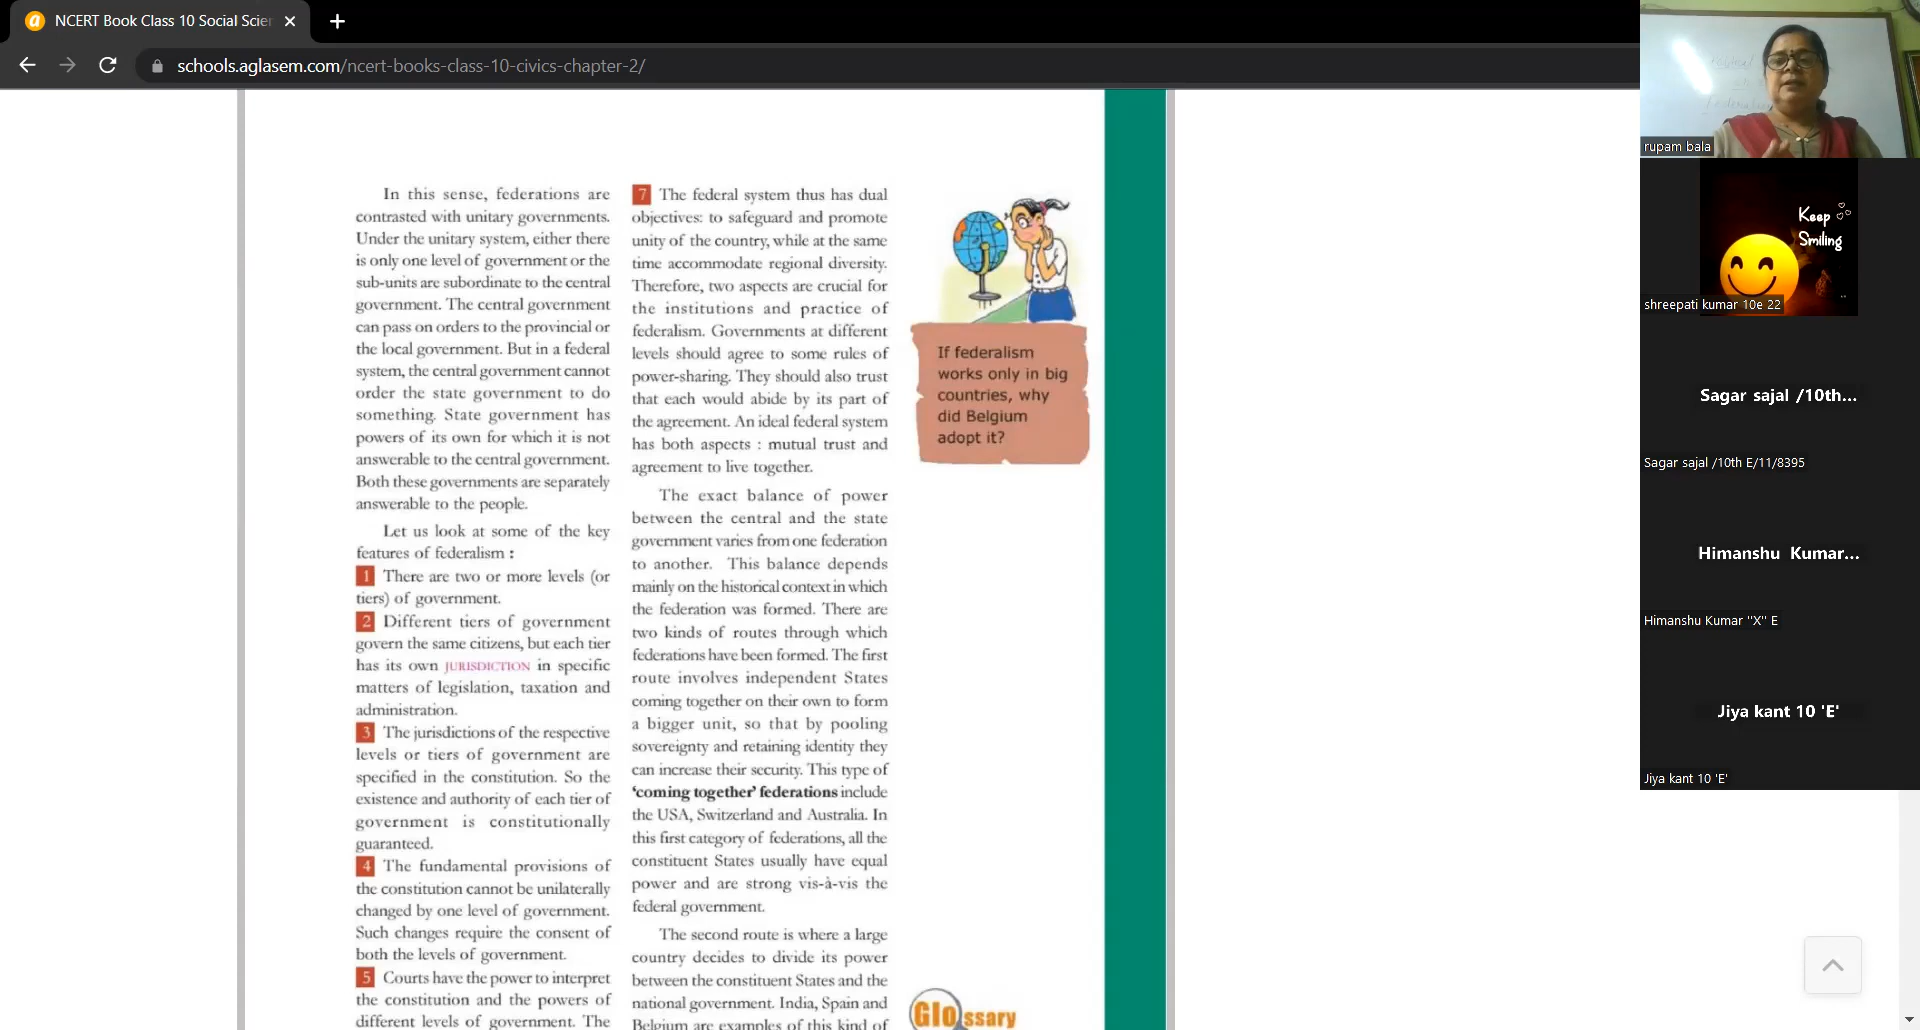 NCERT Book Class 10 Social Scien
schools.aglasem.com/ncert-books-class-10-civics-chapter-2/
In this sense, federations are
contrasted with unitary governments.
Under the unitary system, either there
is only one level of government or the
sub-units are subordinate to the central
government. The central government
can pass on orders to the provincial or
the local government. But in a federal
system, the central government cannot
order the state government to do
something. State government has
powers of its own for which it is not
answerable to the central government.
Both these governments are separately
answerable to the people.
Let us look at some of the key
features of federalism :
1 There are two or more levels (or
tiers) of government.
2 Different tiers of government
govern the same citizens, but each tier
has its own JURISDICTION in specific
matters of legislation, taxation and
administration.
3 The jurisdictions of the respective
levels or tiers of government are
specified in the constitution. So the
existence and authority of each tier of
government is constitutionally
guaranteed.
4 The fundamental provisions of
the constitution cannot be unilaterally
changed by one level of government.
Such changes require the consent of
both the levels of government.
5 Courts have the power to interpret
the constitution and the powers of
different levels of government. The
7 The federal system thus has dual
objectives: to safeguard and promote
unity of the country, while at the same
time accommodate regional diversity.
Therefore, two aspects are crucial for
the institutions and practice of
federalism. Governments at different
levels should agree to some rules of
power-sharing. They should also trust
that each would abide by its part of
the agreement. An ideal federal system
has both aspects : mutual trust and
agreement to live together.
The exact balance of power
between the central and the state
government varies from one federation
to another. This balance depends
mainly on the historical context in which
the federation was formed. There are
two kinds of routes through which
federations have been formed. The first
route involves independent States
coming together on their own to form
a bigger unit, so that by pooling
sovereignty and retaining identity they
can increase their security. This type of
‘coming together’ federations include
the USA, Switzerland and Australia. In
this first category of federations, all the
constituent States usually have equal
power and are strong vis-à-vis the
federal government.
The second route is where a large
country decides to divide its power
between the constituent States and the
national government. India, Spain and
Belgium are examples of this kind of
If federalism
works only in big
countries, why
did Belgium
adopt it?
Glossary
rupam bala
Keep
Smiling
shreepati kumar 10e 22
Sagar sajal /10th...
Sagar sajal /10th E/11/8395
Himanshu Kumar...
Himanshu Kumar "X" E
Jiya kant 10 'E'
Jiya kant 10 'E'